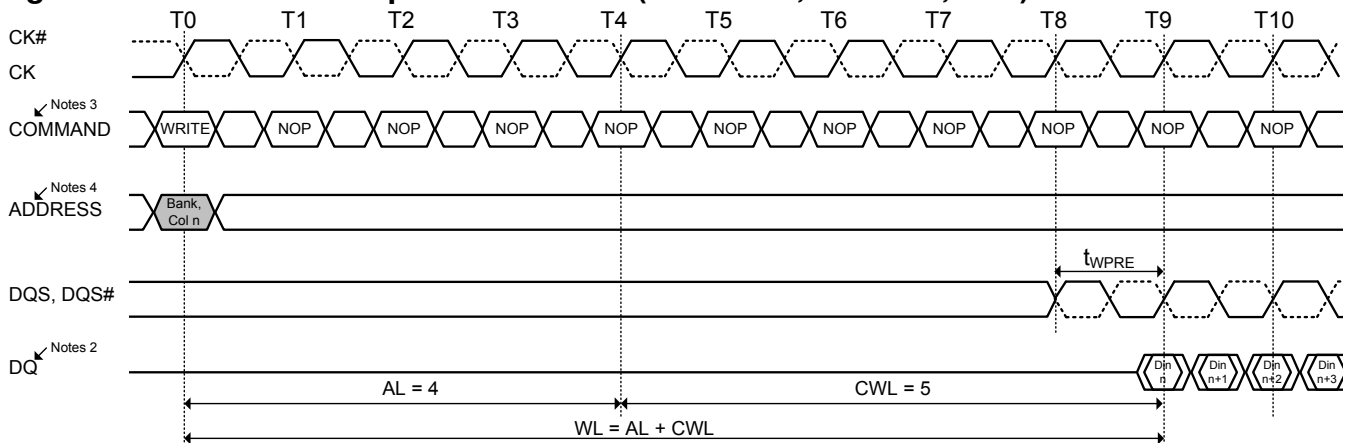 T0 T1 T2 T3 T4 T5 T6 T7 T8 T9 T10
CK#
CK
Notes 3
COMMAND WRITE NOP NOP NOP NOP NOP NOP NOP NOP NOP NOP
Notes 4
ADDRESS Bank,
Col n
tWPRE
DQS, DQS#
Notes 2
DQ Din Din Din Din
n n+1 n+2 n+3
AL = 4 CWL = 5
WL = AL + CWL